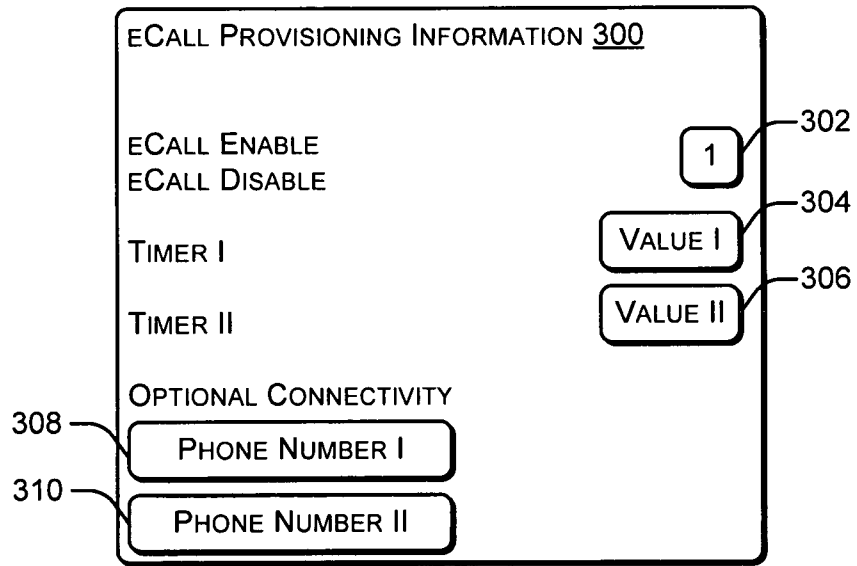 eCall Provisioning Information 300
eCall Enable
eCall Disable
1
302
304
Timer I
Value I
306
Timer II
Value II
Optional Connectivity
308
Phone Number I
310
Phone Number II